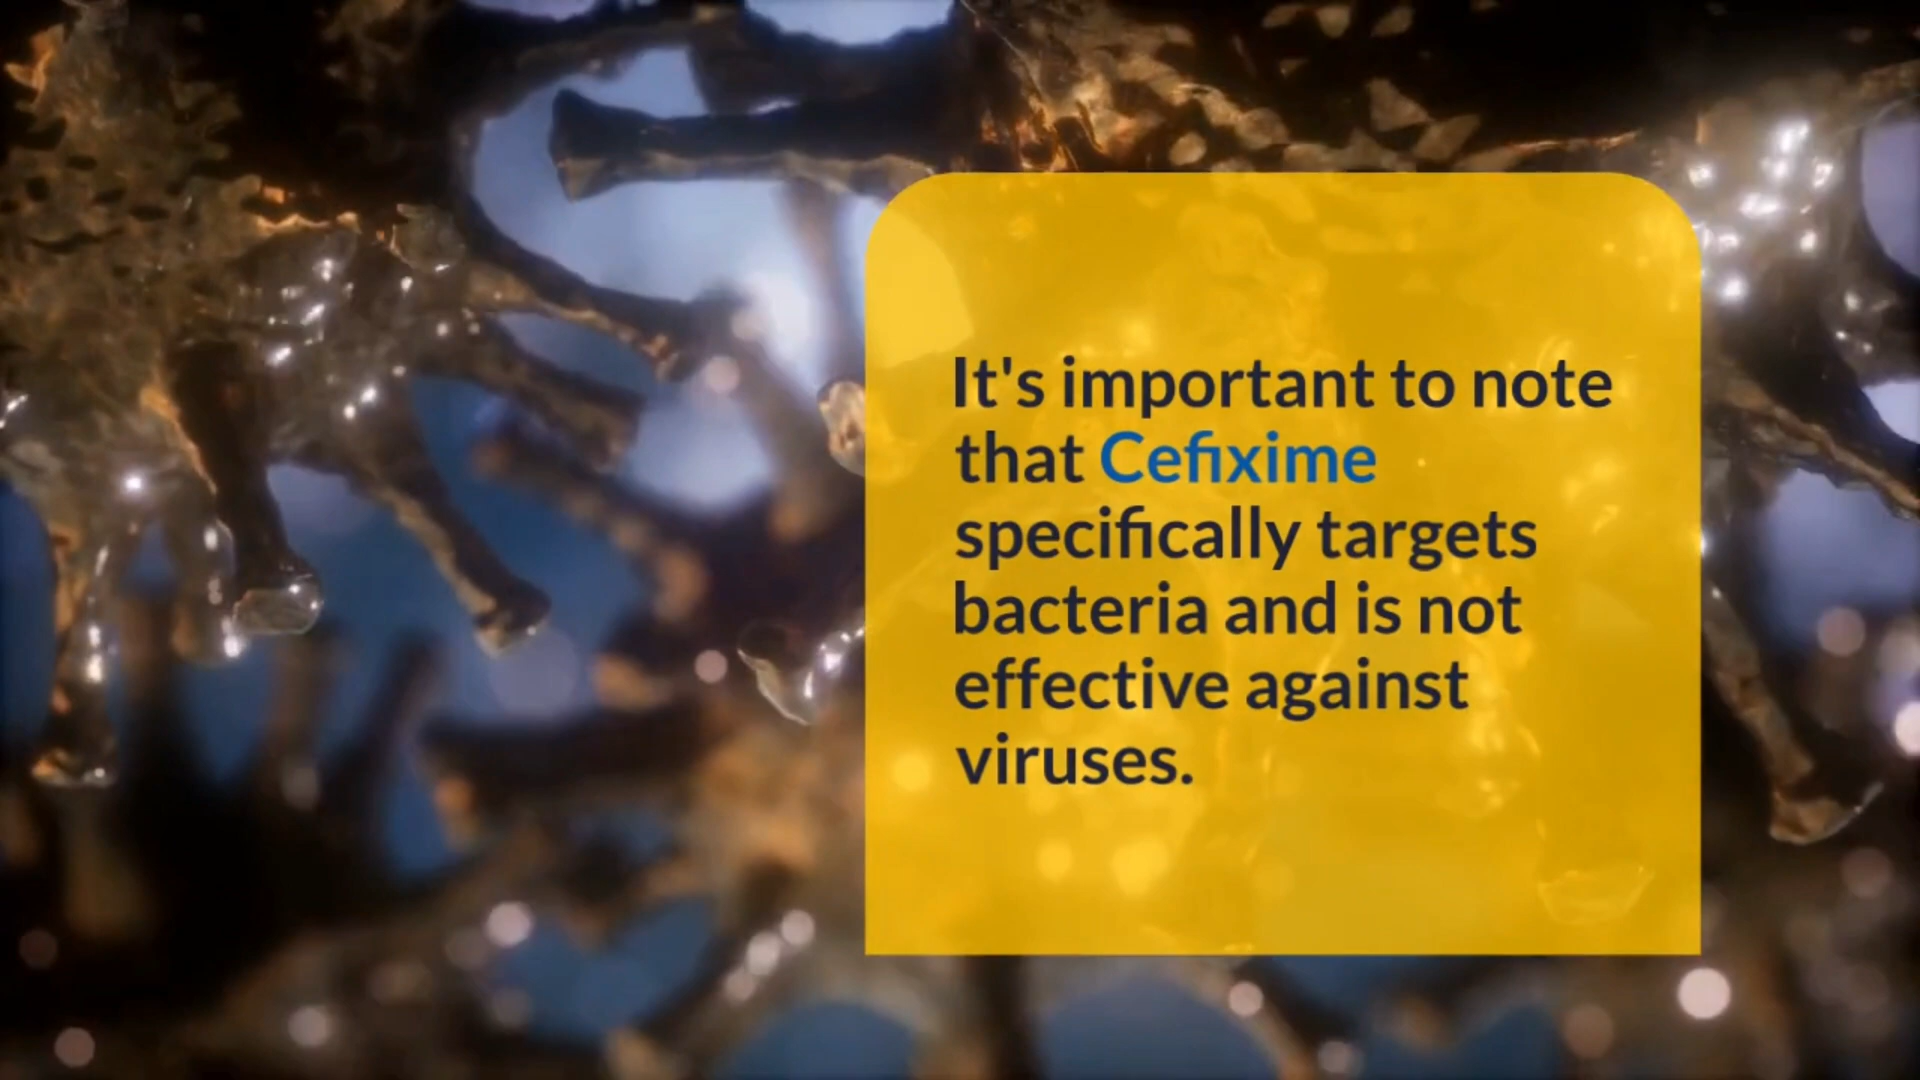 It's important to note
that Cefixime
specifically targets
bacteria and is not
effective against
viruses.